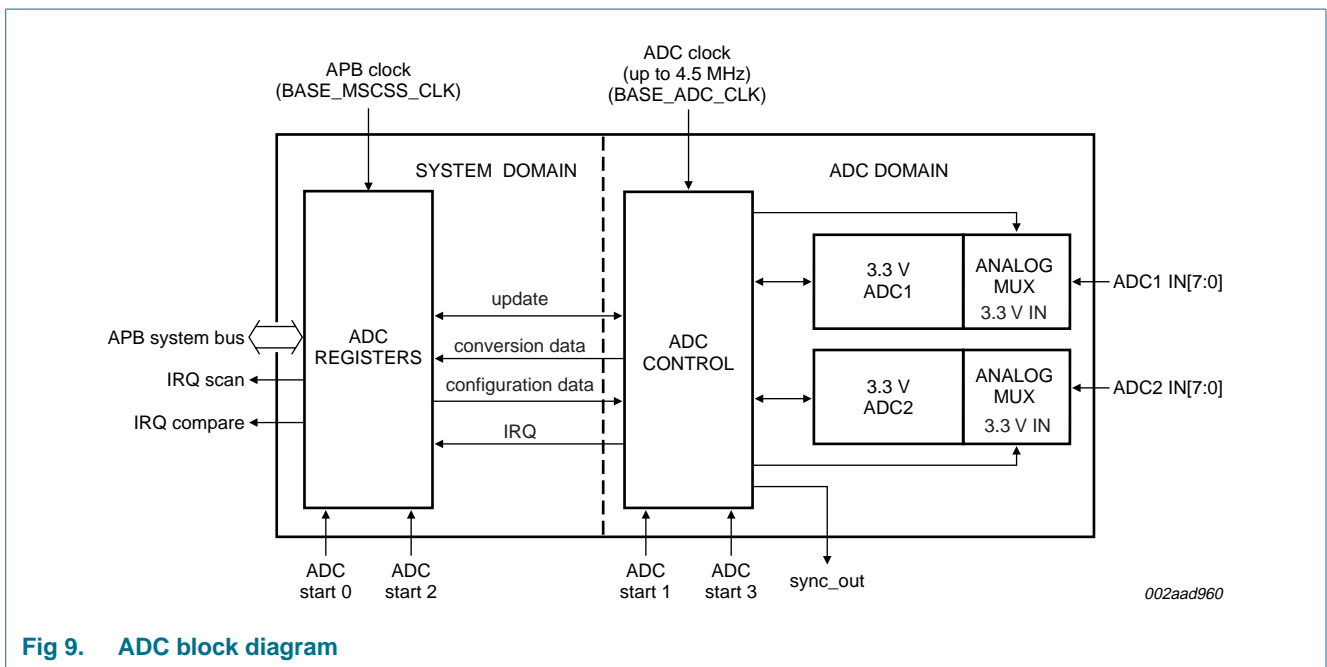 APB clock
(BASE_MSCSS_CLK)
ADC clock
(up to 4.5 MHz)
(BASE_ADC_CLK)
SYSTEM DOMAIN
ADC DOMAIN
ADC
REGISTERS
update
conversion data
configuration data
IRQ
ADC
CONTROL
3.3 V
ADC1
ANALOG
MUX
3.3 V IN
ADC1 IN[7:0]
3.3 V
ADC2
ANALOG
MUX
3.3 V IN
ADC2 IN[7:0]
APB system bus
IRQ scan
IRQ compare
ADC
start 0
ADC
start 2
ADC
start 1
ADC
start 3
sync_out
002aad960
Fig 9. ADC block diagram